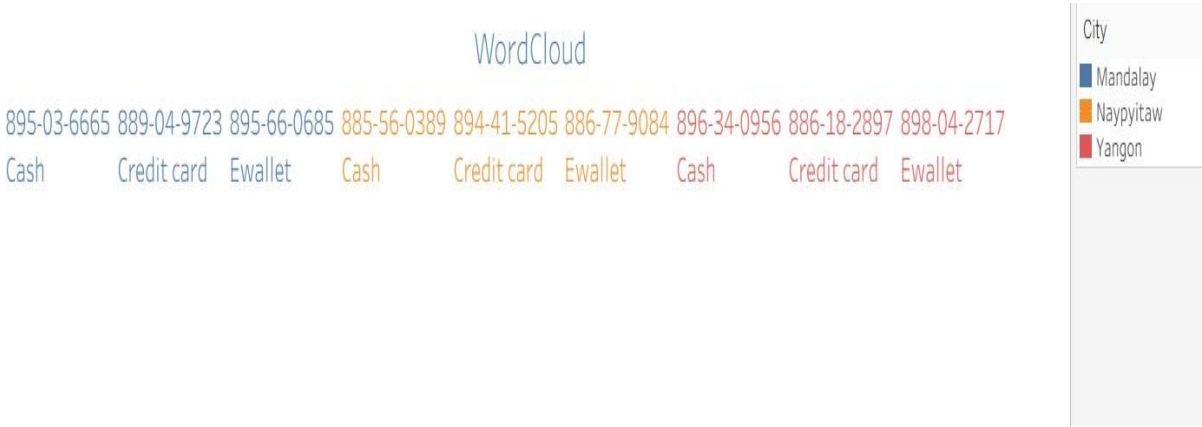 WordCloud
895-03-6665 889-04-9723 895-66-0685 885-56-0389 894-41-5205 886-77-9084 896-34-0956 886-18-2897 898-04-2717
Cash Credit card Ewallet Cash Credit card Ewallet Cash Credit card Ewallet
City
Mandalay
Naypyitaw
Yangon